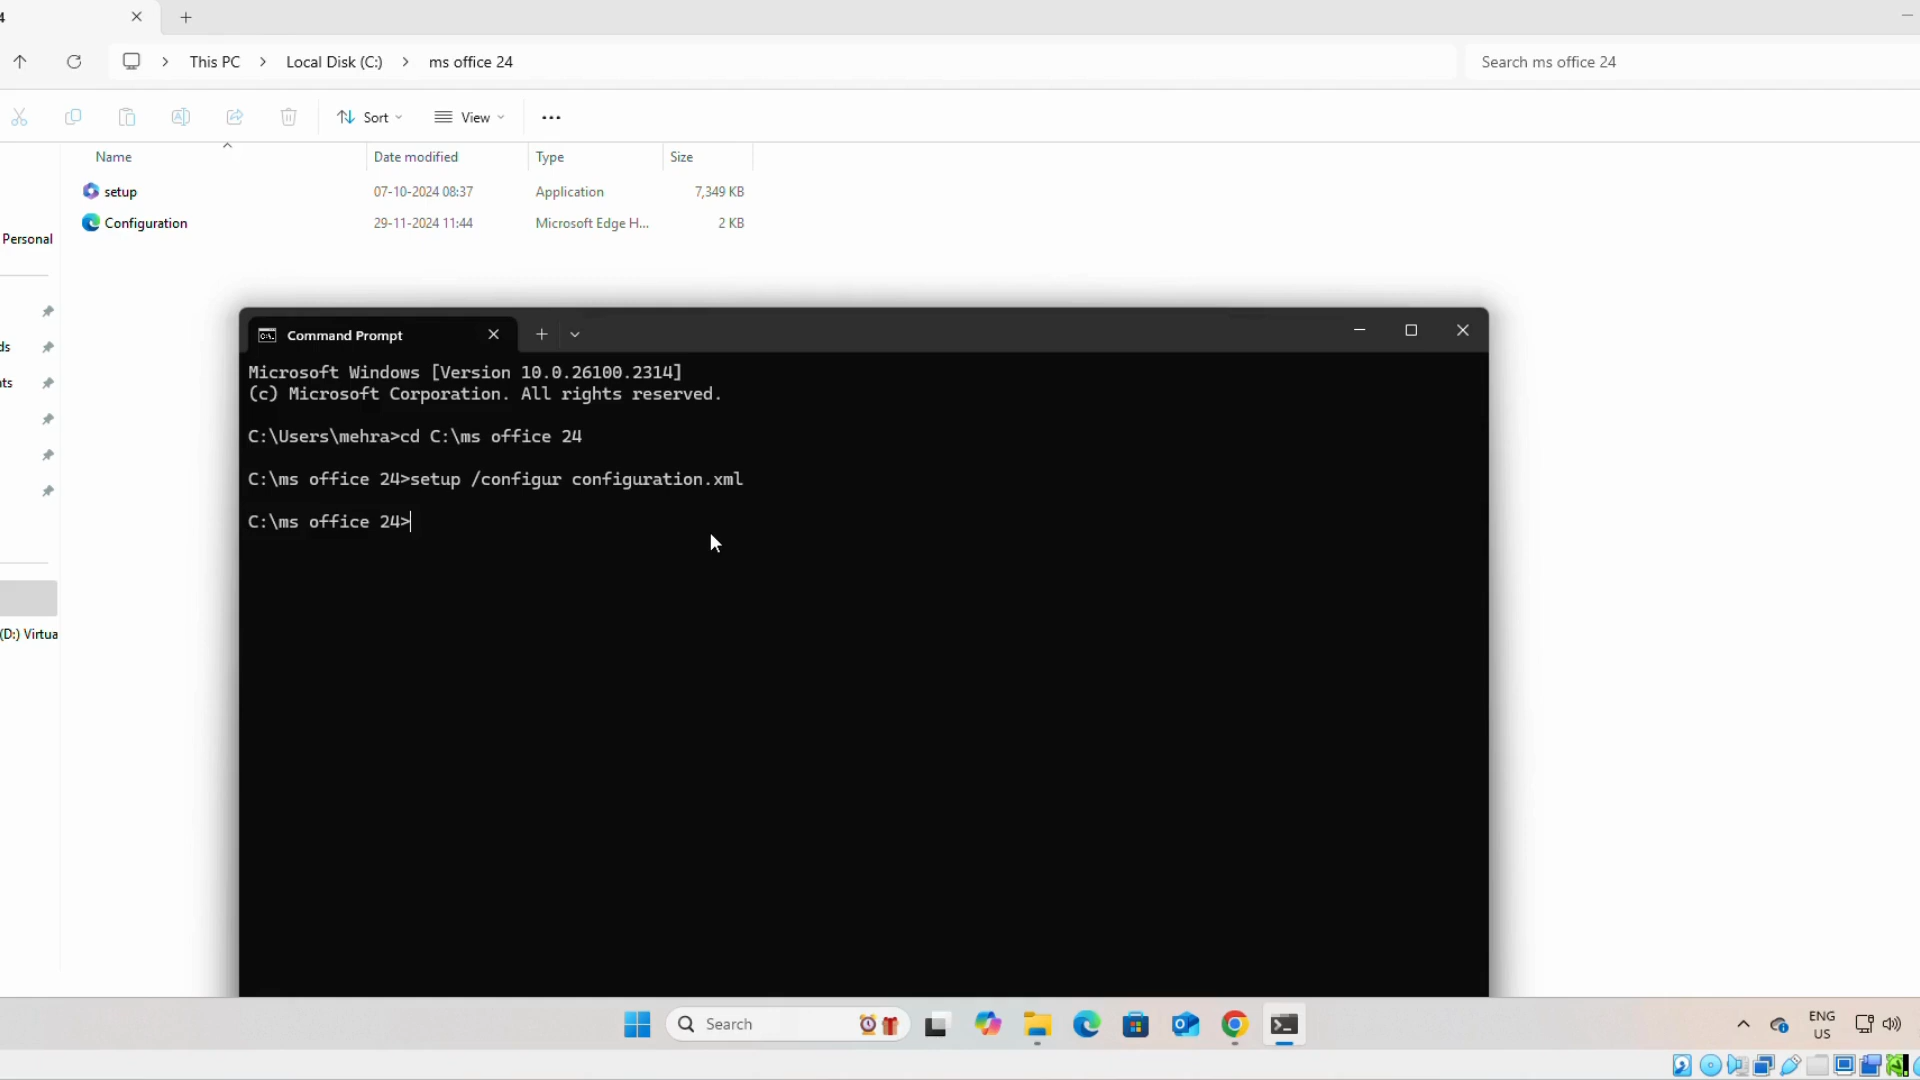 4
This PC > Local Disk (C:) > ms office 24
Search ms office 24
Sort
View
Name Date modified Type Size
setup 07-10-2024 08:37 Application 7,349 KB
Configuration 29-11-2024 11:44 Microsoft Edge H... 2 KB
Personal
ds
nts
(D:) Virtua
Command Prompt
Microsoft Windows [Version 10.0.26100.2314]
(c) Microsoft Corporation. All rights reserved.
C:\Users\mehra>cd C:\ms office 24
C:\ms office 24>setup /configur configuration.xml
C:\ms office 24>
Search
ENG
US